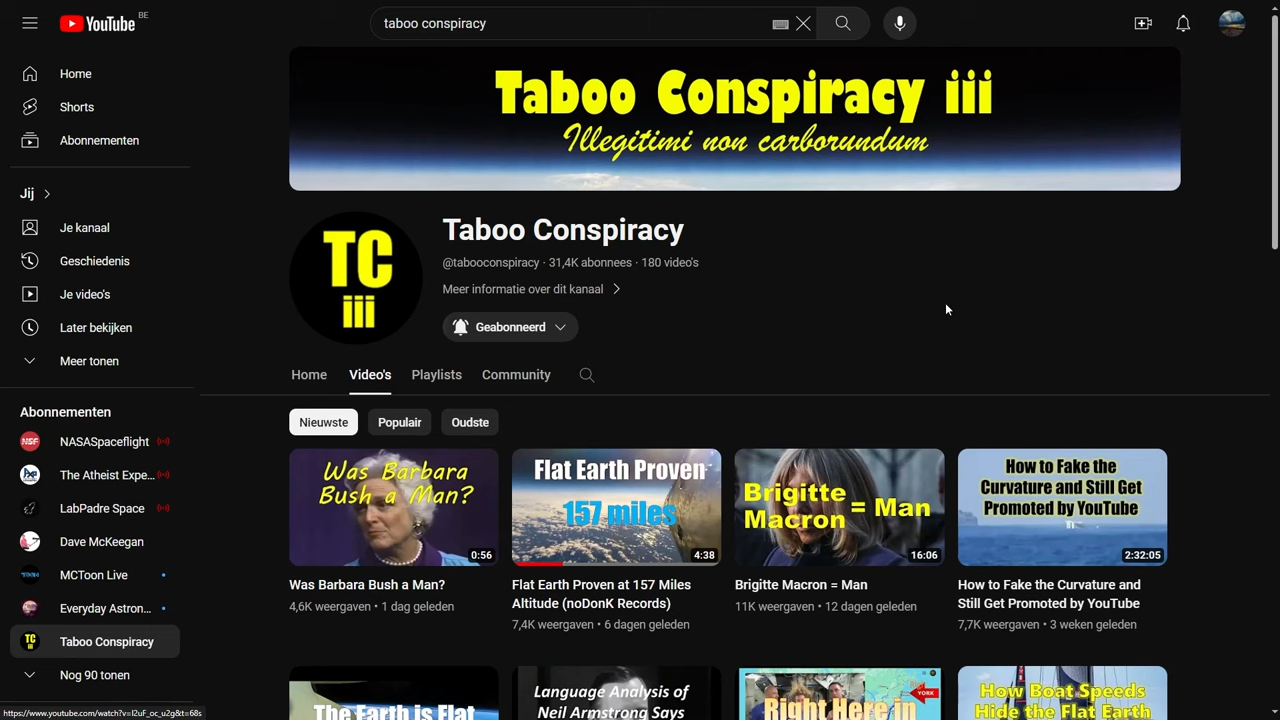 YouTube BE
taboo conspiracy
Home
Shorts
Abonnementen
Jij
Je kanaal
Geschiedenis
Je video's
Later bekijken
Meer tonen
Abonnementen
NSF
NASASpaceflight
The Atheist Expe...
LabPadre Space
Dave McKeegan
MCToon Live
Everyday Astron...
TC
iii
Taboo Conspiracy
Nog 90 tonen
https://www.youtube.com/watch?v=I2uF_oc_u2g&t=68s
Taboo Conspiracy iii
Illegitimi non carborundum
TC
iii
Taboo Conspiracy
@tabooconspiracy · 31,4K abonnees · 180 video's
Meer informatie over dit kanaal
Geabonneerd
Home Video's Playlists Community
Nieuwste Populair Oudste
Was Barbara
Bush a Man?
0:56
Was Barbara Bush a Man?
4,6K weergaven • 1 dag geleden
Flat Earth Proven
157 miles
4:38
Flat Earth Proven at 157 Miles
Altitude (noDonK Records)
7,4K weergaven • 6 dagen geleden
Brigitte
Macron = Man
16:06
Brigitte Macron = Man
11K weergaven • 12 dagen geleden
How to Fake the
Curvature and Still Get
Promoted by YouTube
2:32:05
How to Fake the Curvature and
Still Get Promoted by YouTube
7,7K weergaven • 3 weken geleden
The Earth is Flat
Language Analysis of
Neil Armstrong Says
Right Here in
YORK
How Boat Speeds
Hide the Flat Earth